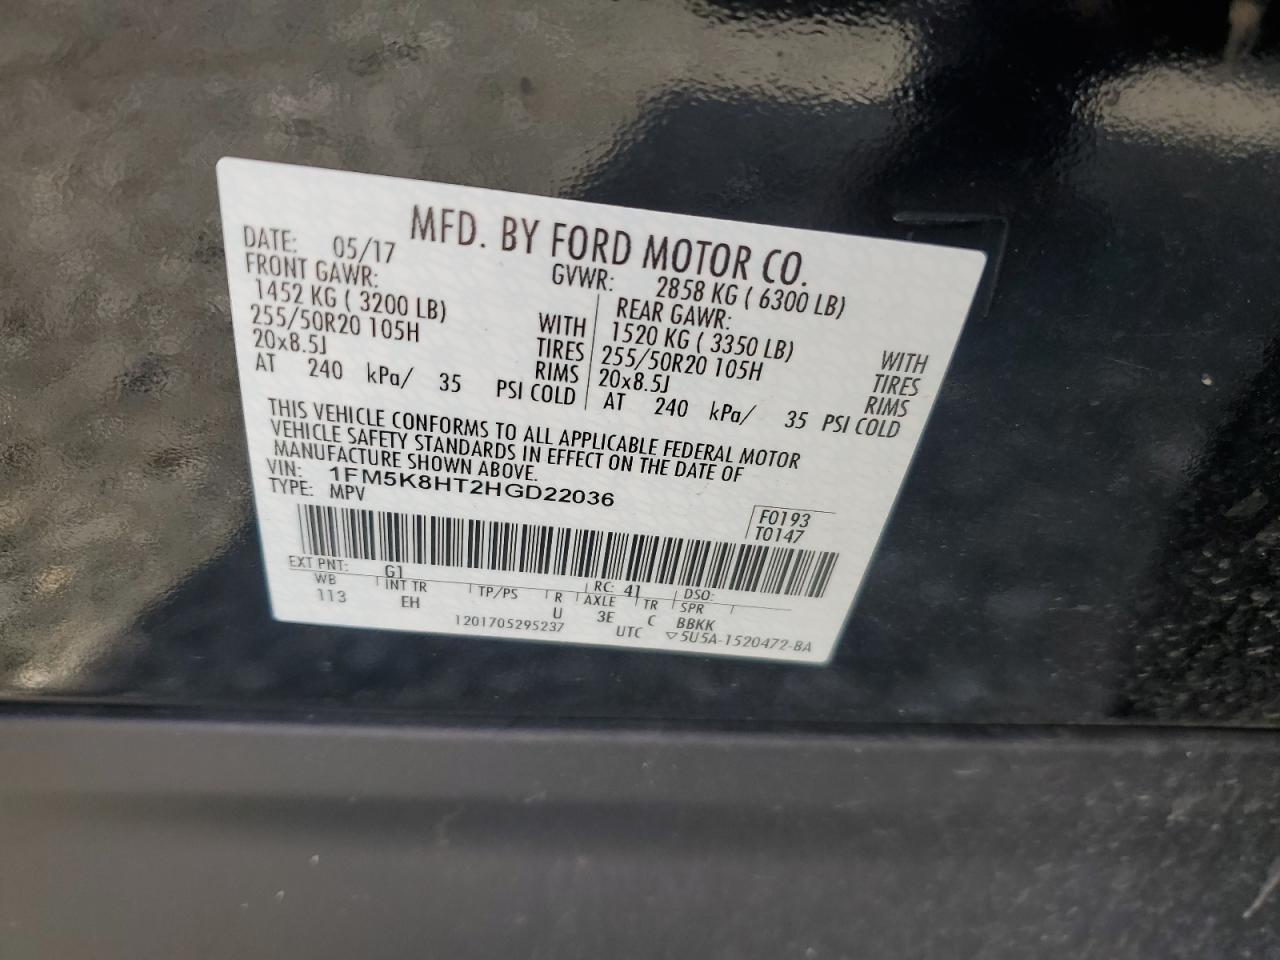 MFD. BY FORD MOTOR CO.
DATE: 05/17 GVWR: 2858 KG ( 6300 LB)
FRONT GAWR: REAR GAWR:
1452 KG ( 3200 LB) WITH 1520 KG ( 3350 LB) WITH
255/50R20 105H TIRES 255/50R20 105H TIRES
20x8.5J RIMS 20x8.5J RIMS
AT 240 kPa/ 35 PSI COLD AT 240 kPa/ 35 PSI COLD
THIS VEHICLE CONFORMS TO ALL APPLICABLE FEDERAL MOTOR
VEHICLE SAFETY STANDARDS IN EFFECT ON THE DATE OF
MANUFACTURE SHOWN ABOVE.
VIN: 1FM5K8HT2HGD22036
TYPE: MPV
F0193
T0147
EXT PNT: G1 RC: 41 DSO:
WB INT TR TP/PS R AXLE TR SPR
113 EH U 3E C BBKK
1201705295237 UTC ▽5U5A-1520472-BA